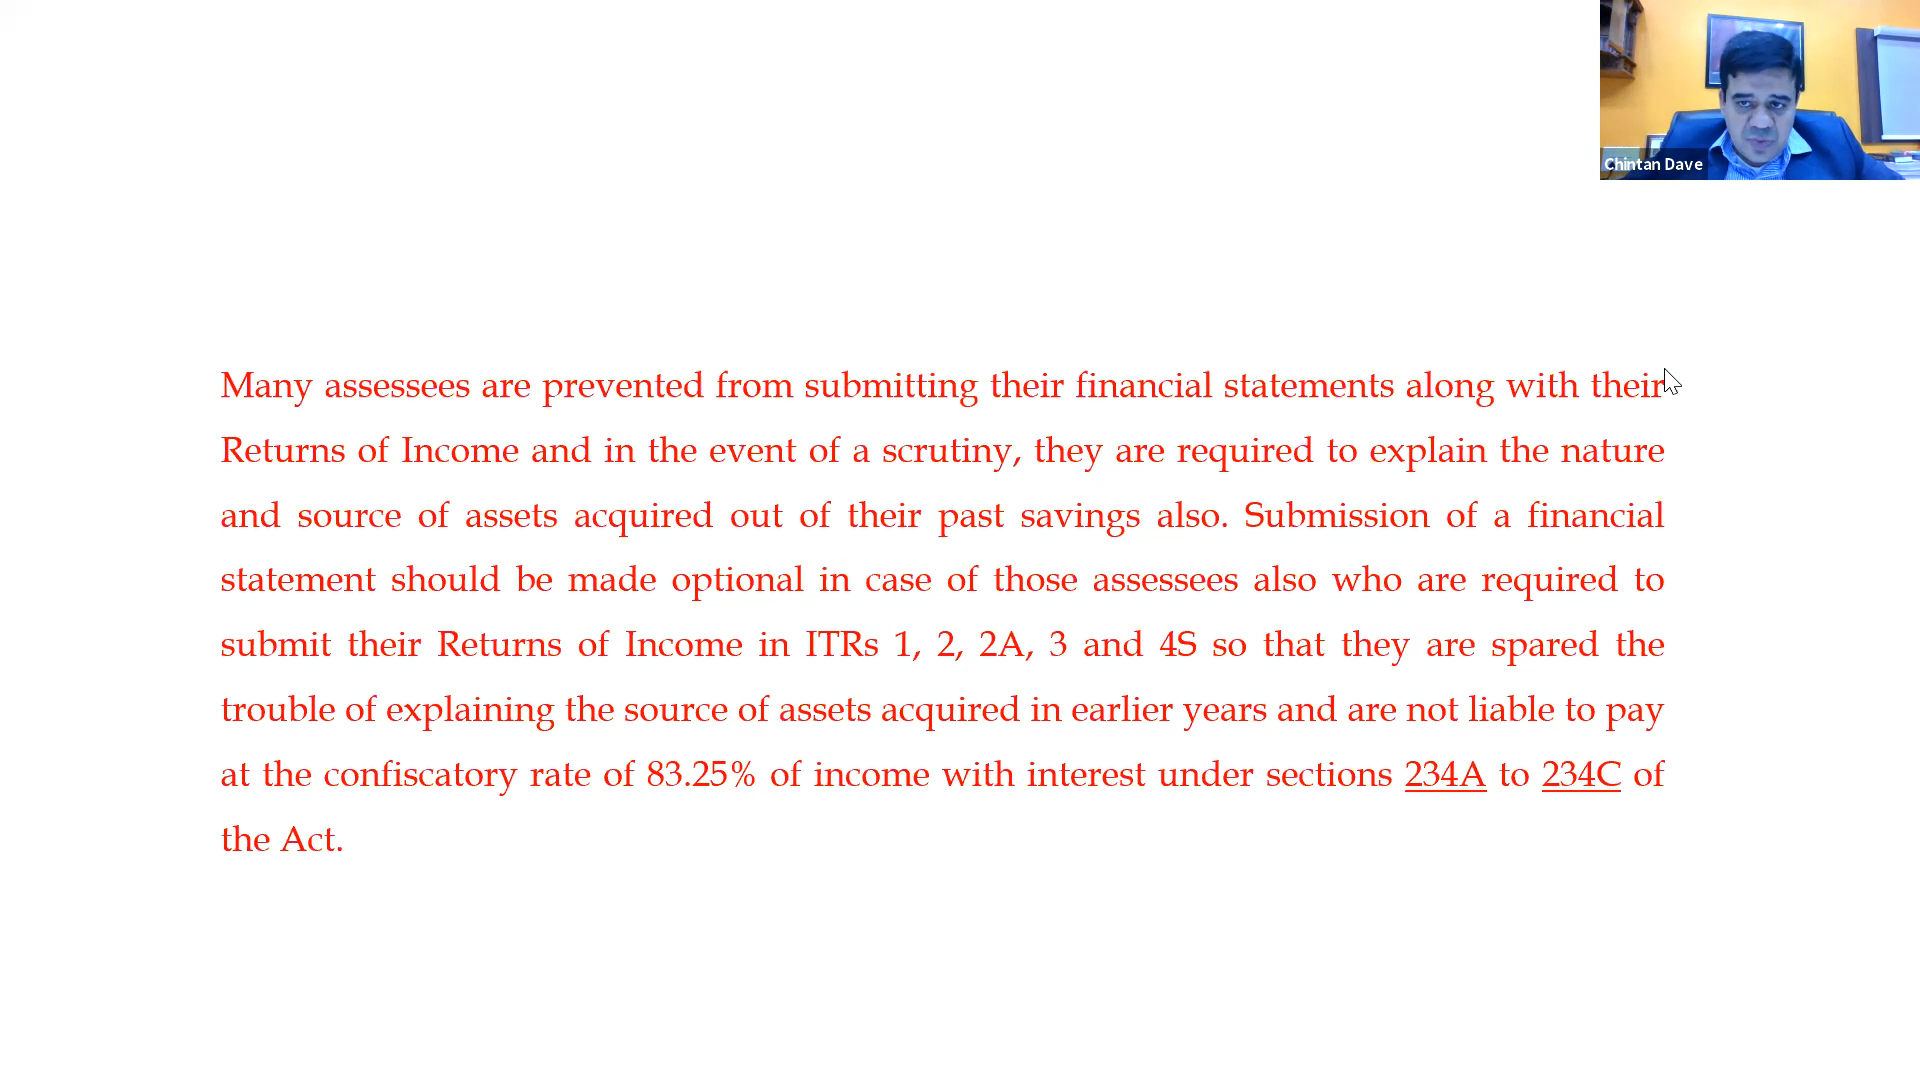 Chintan Dave
Many assessees are prevented from submitting their financial statements along with their
Returns of Income and in the event of a scrutiny, they are required to explain the nature
and source of assets acquired out of their past savings also. Submission of a financial
statement should be made optional in case of those assessees also who are required to
submit their Returns of Income in ITRs 1, 2, 2A, 3 and 4S so that they are spared the
trouble of explaining the source of assets acquired in earlier years and are not liable to pay
at the confiscatory rate of 83.25% of income with interest under sections 234A to 234C of
the Act.